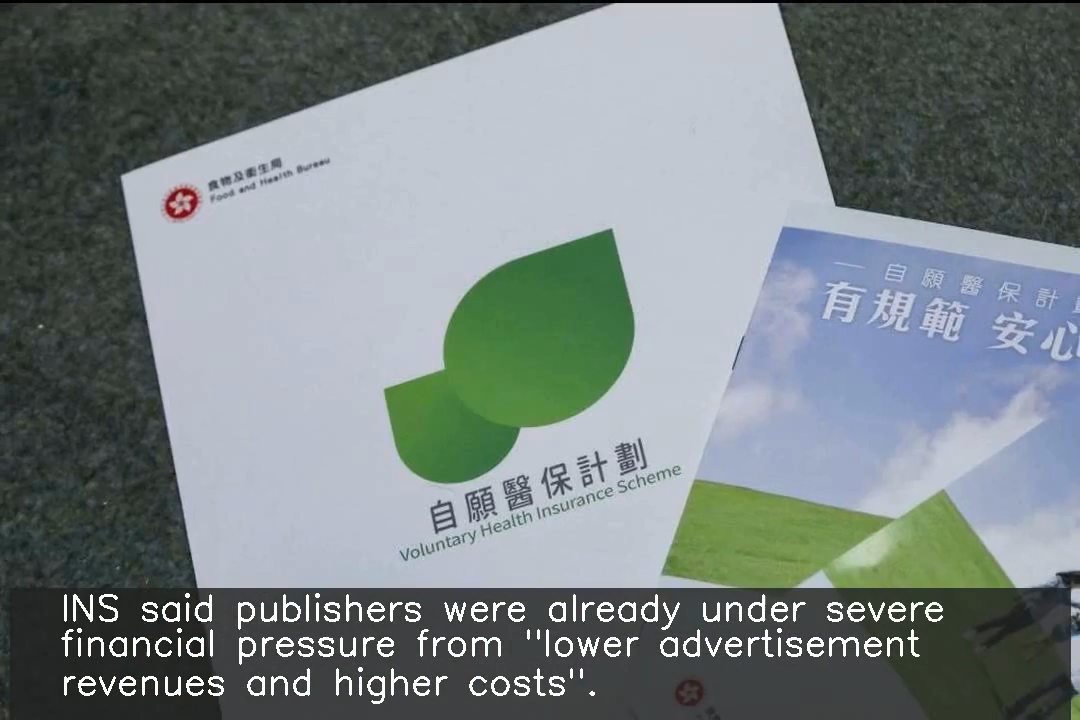 食物及衞生局
Food and Health Bureau
自願醫保計劃
Voluntary Health Insurance Scheme
一 自願醫保計
有規範 安心
INS said publishers were already under severe
financial pressure from "lower advertisement
revenues and higher costs".